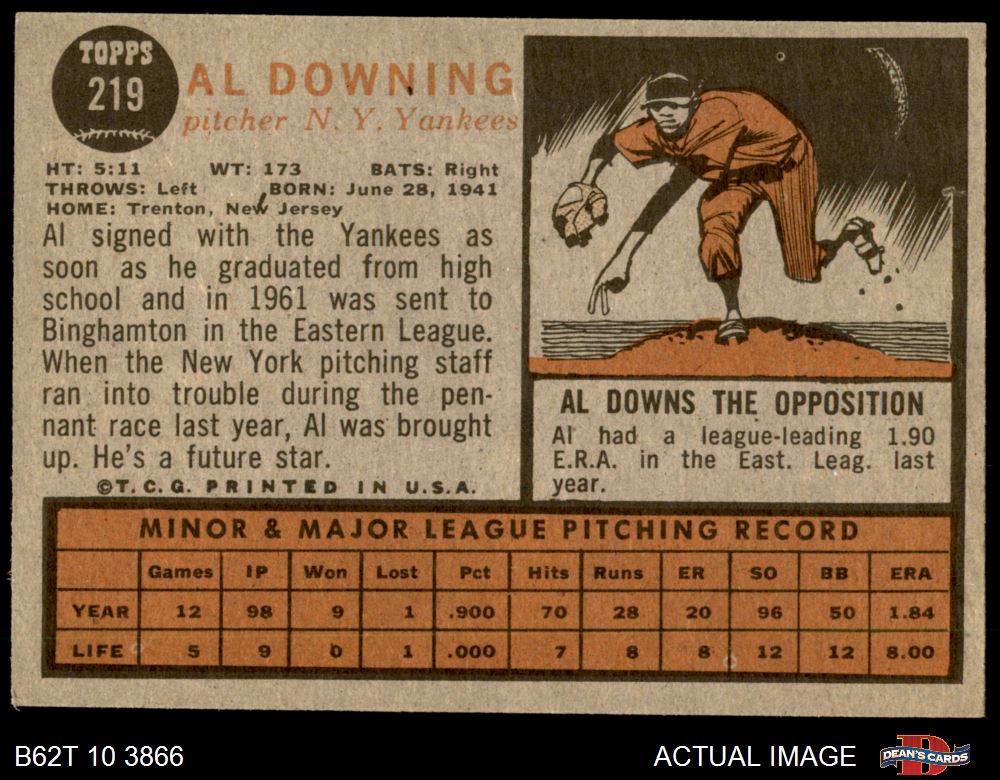 TOPPS
219
AL DOWNING
pitcher N. Y. Yankees
HT: 5:11 WT: 173 BATS: Right
THROWS: Left BORN: June 28, 1941
HOME: Trenton, New Jersey
Al signed with the Yankees as
soon as he graduated from high
school and in 1961 was sent to
Binghamton in the Eastern League.
When the New York pitching staff
ran into trouble during the pen-
nant race last year, Al was brought
up. He's a future star.
©T. C. G. PRINTED IN U.S.A.
AL DOWNS THE OPPOSITION
Al had a league-leading 1.90
E.R.A. in the East. Leag. last
year.
MINOR & MAJOR LEAGUE PITCHING RECORD
Games IP Won Lost Pct Hits Runs ER SO BB ERA
YEAR 12 98 9 1 .900 70 28 20 96 50 1.84
LIFE 5 9 0 1 .000 7 8 8 12 12 8.00
B62T 10 3866
ACTUAL IMAGE
DEAN'S CARDS